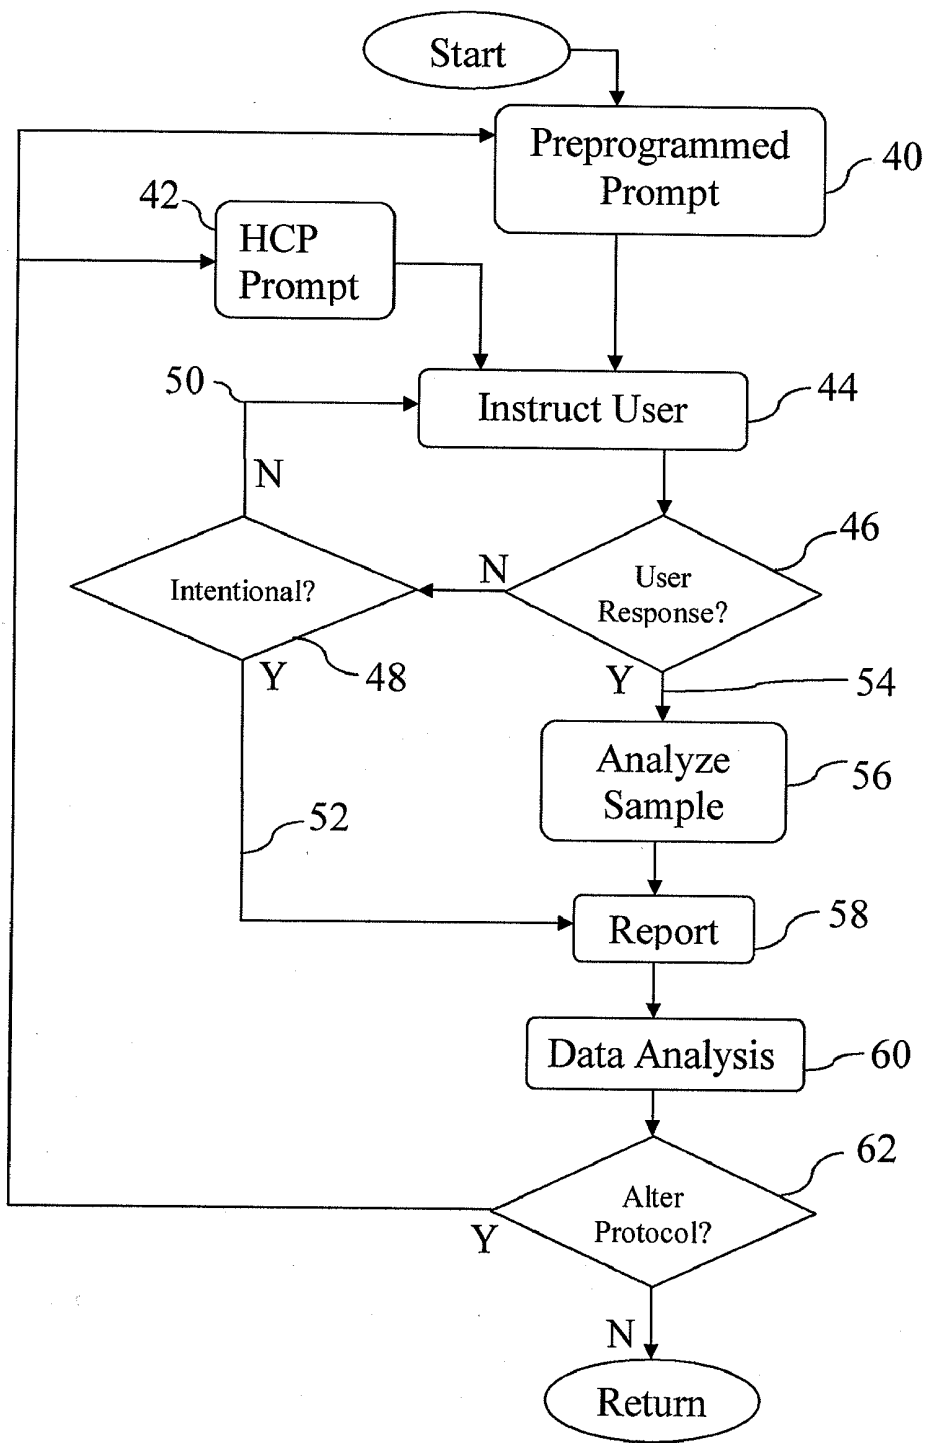 Start
Preprogrammed
Prompt
40
42
HCP
Prompt
50
Instruct User
44
N
46
Intentional?
N
User
Response?
Y
48
Y
54
Analyze
Sample
56
52
Report
58
Data Analysis
60
62
Alter
Protocol?
Y
N
Return